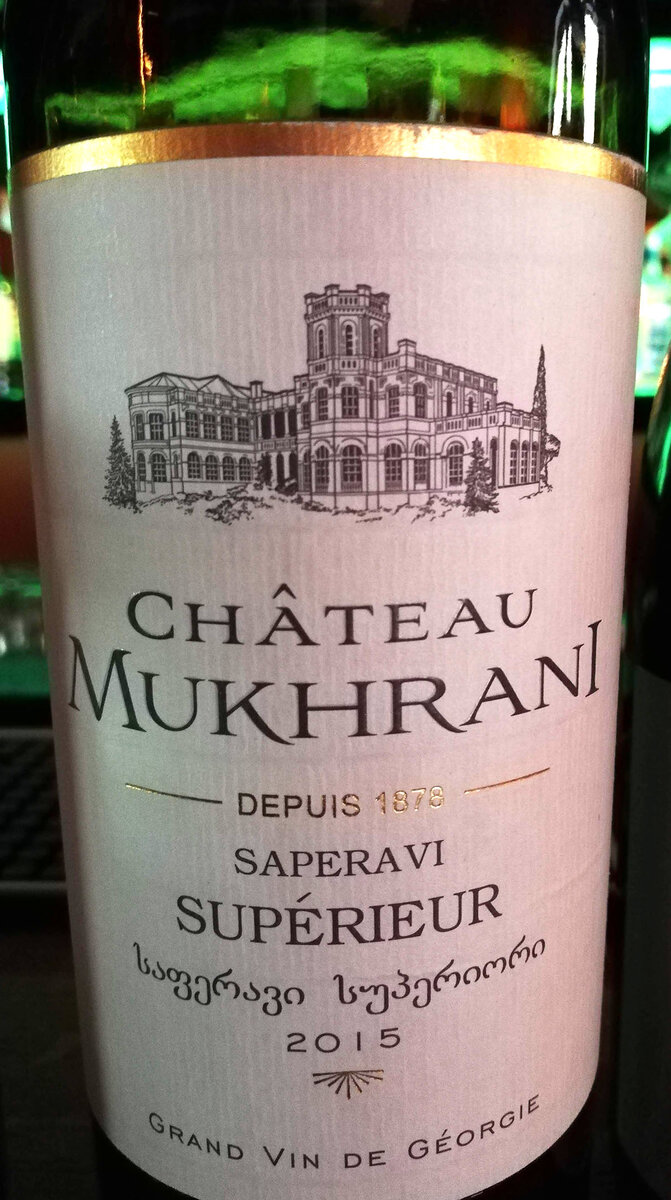 CHÂTEAU
MUKHRANI
DEPUIS 1878
SAPERAVI
SUPÉRIEUR
საფერავი სუპერიორი
2015
GRAND VIN DE GÉORGIE